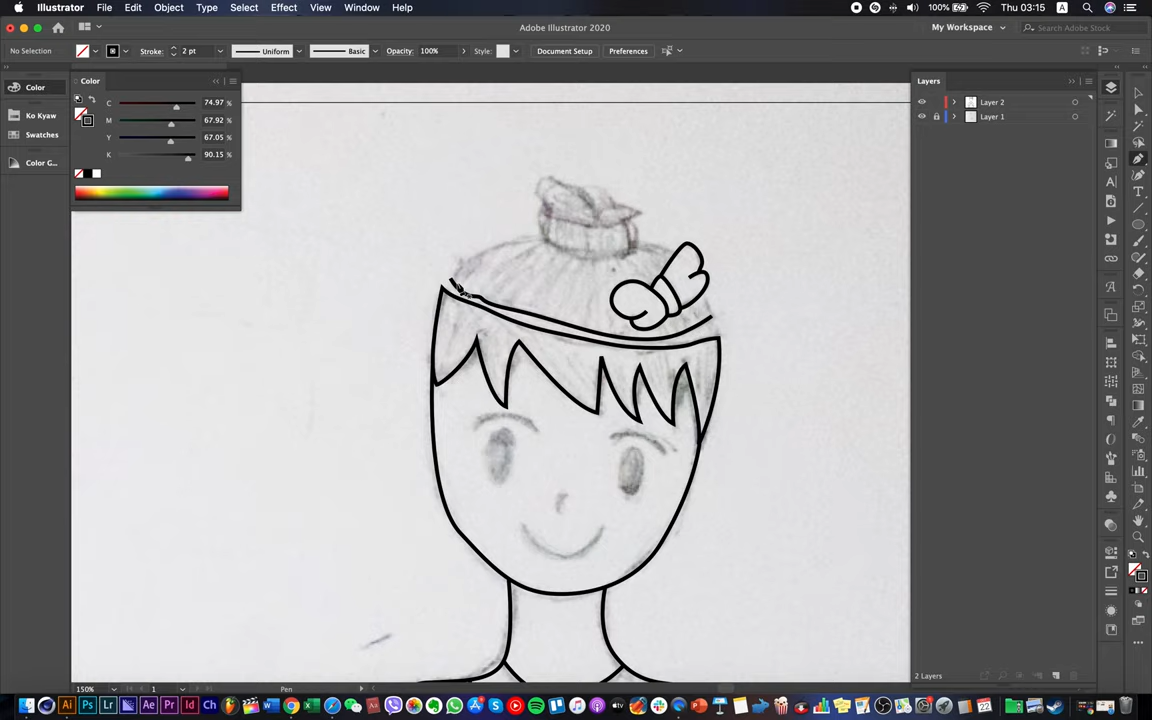 Illustrator File Edit Object Type Select Effect View Window Help 100% Thu 03:15
Adobe Illustrator 2020 My Workspace Search Adobe Stock
No Selection Stroke: 2 pt Uniform Basic Opacity: 100% Style: Document Setup Preferences
Color
Ko Kyaw
Swatches
Color G...
Color
C 74.97 %
M 67.92 %
Y 67.05 %
K 90.15 %
Layers
Layer 2
Layer 1
2 Layers
150% 1 Pen